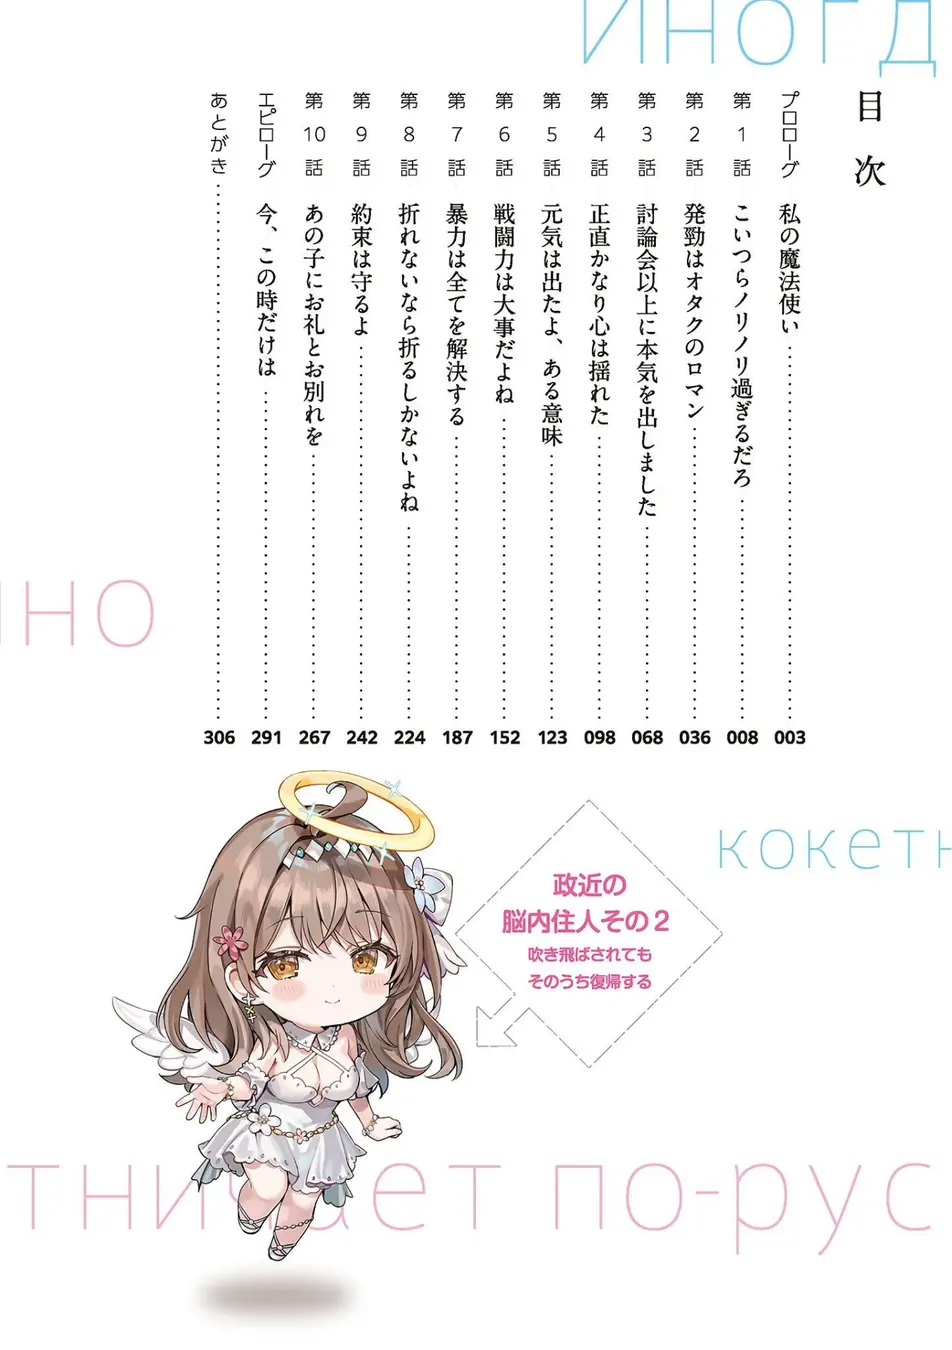 иногд
目次
プロローグ 私の魔法使い 003
第1話 こいつらノリノリ過ぎるだろ 008
第2話 発勁はオタクのロマン 036
第3話 討論会以上に本気を出しました 068
第4話 正直かなり心は揺れた 098
第5話 元気は出たよ、ある意味 123
第6話 戦闘力は大事だよね 152
第7話 暴力は全てを解決する 187
第8話 折れないなら折るしかないよね 224
第9話 約束は守るよ 242
第10話 あの子にお礼とお別れを 267
エピローグ 今、この時だけは 291
あとがき 306
но
кокетн
政近の
脳内住人その2
吹き飛ばされても
そのうち復帰する
тничает по-рус